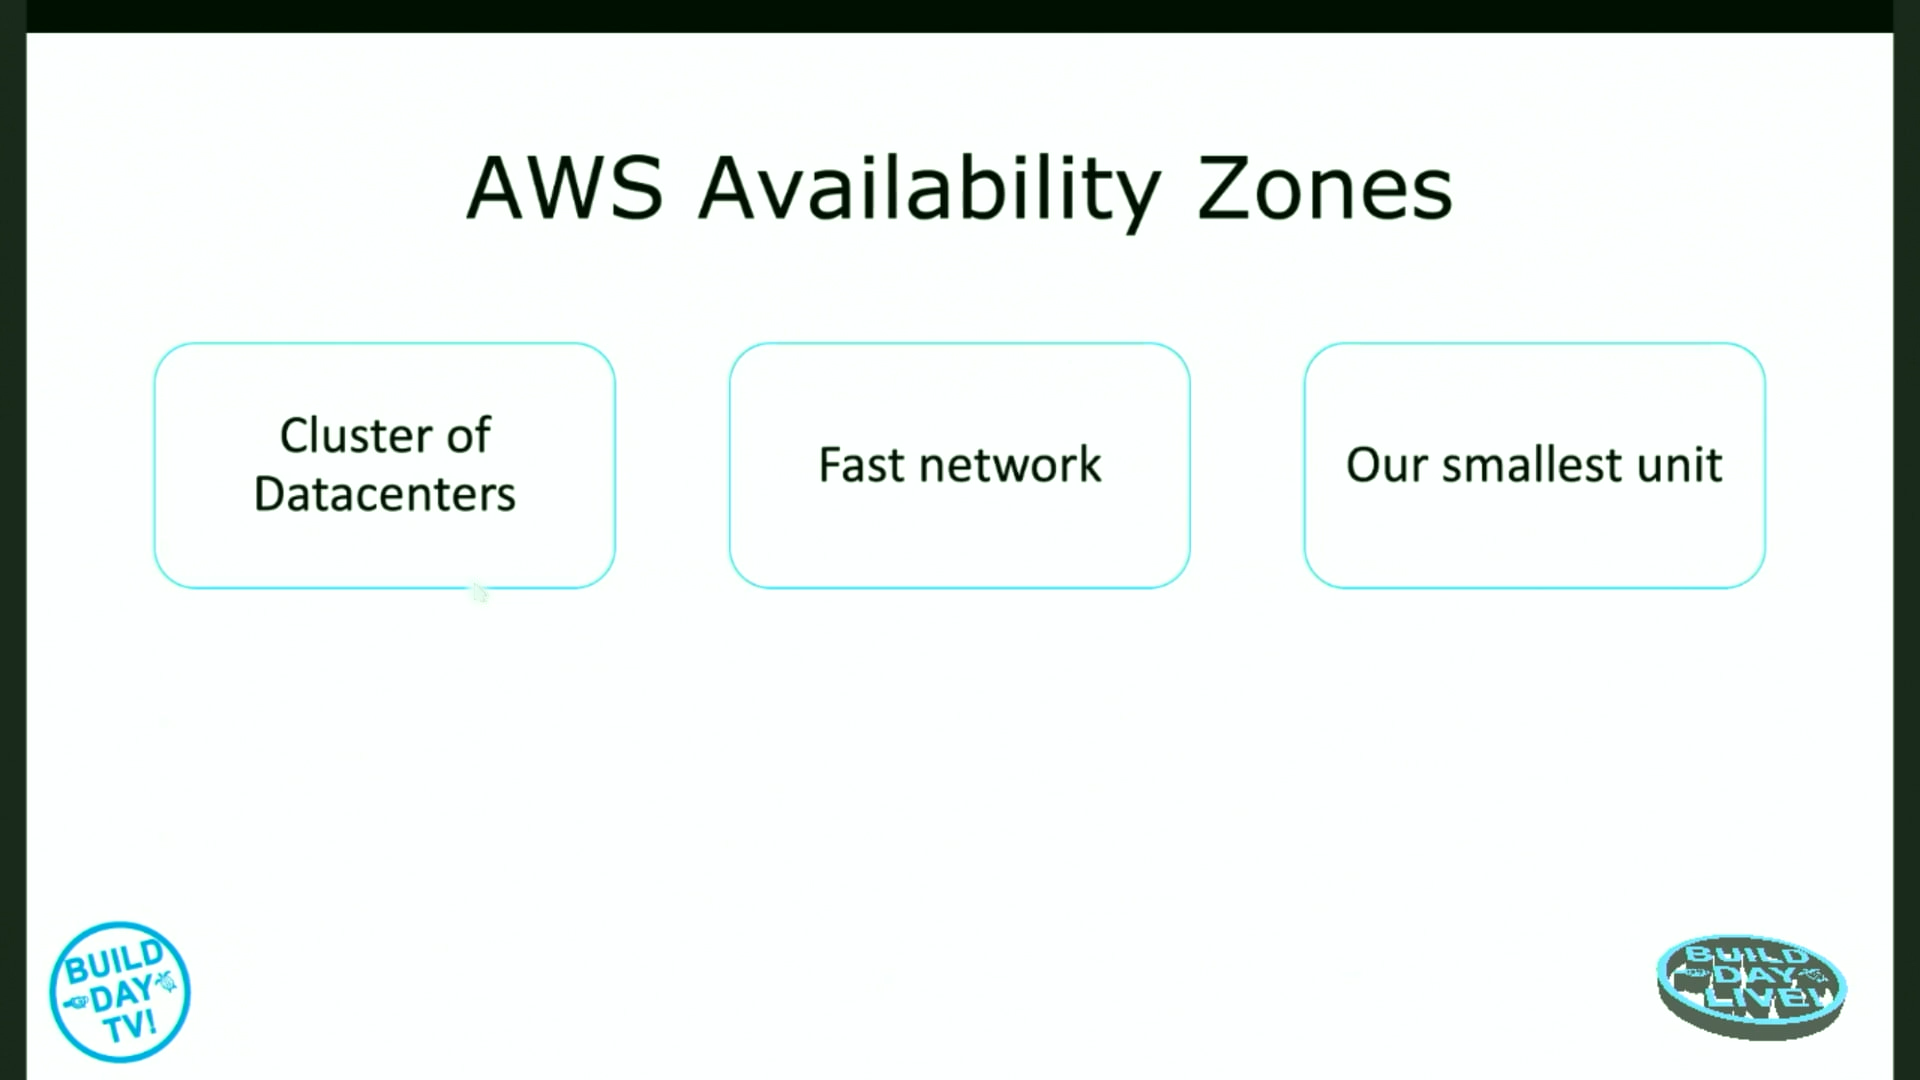 AWS Availability Zones
Cluster of
Datacenters
Fast network
Our smallest unit
BUILD
DAY
TV!
BUILD
DAY
LIVE!